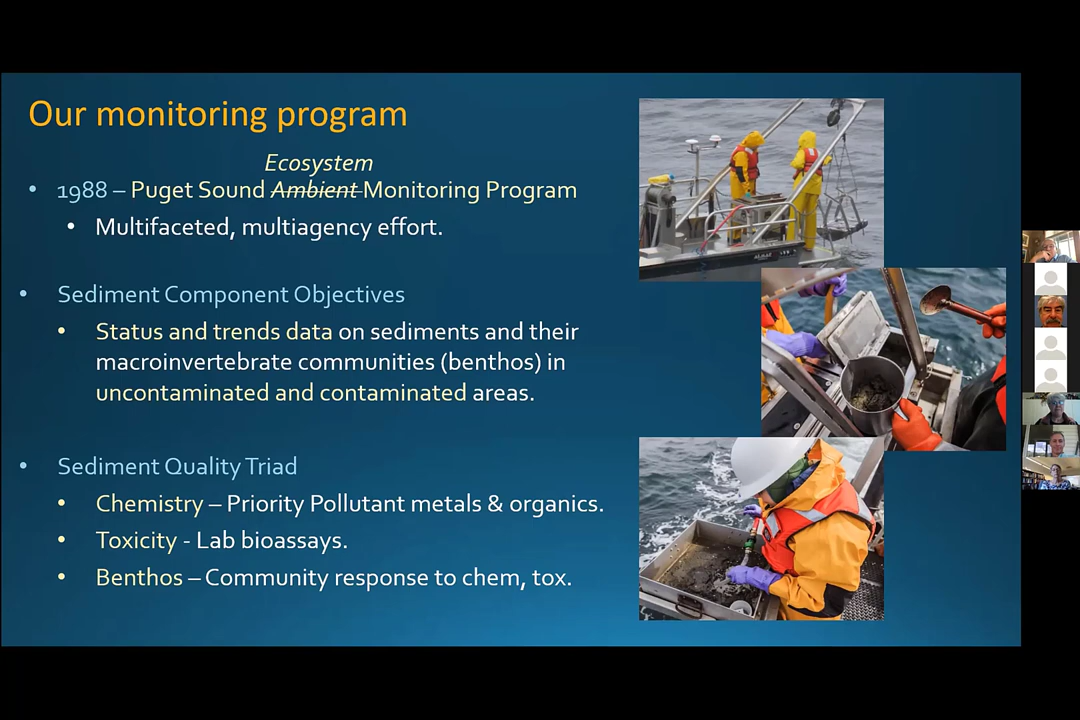 Our monitoring program
Ecosystem
• 1988 – Puget Sound Ambient Monitoring Program
• Multifaceted, multiagency effort.
• Sediment Component Objectives
• Status and trends data on sediments and their
macroinvertebrate communities (benthos) in
uncontaminated and contaminated areas.
• Sediment Quality Triad
• Chemistry – Priority Pollutant metals & organics.
• Toxicity - Lab bioassays.
• Benthos – Community response to chem, tox.